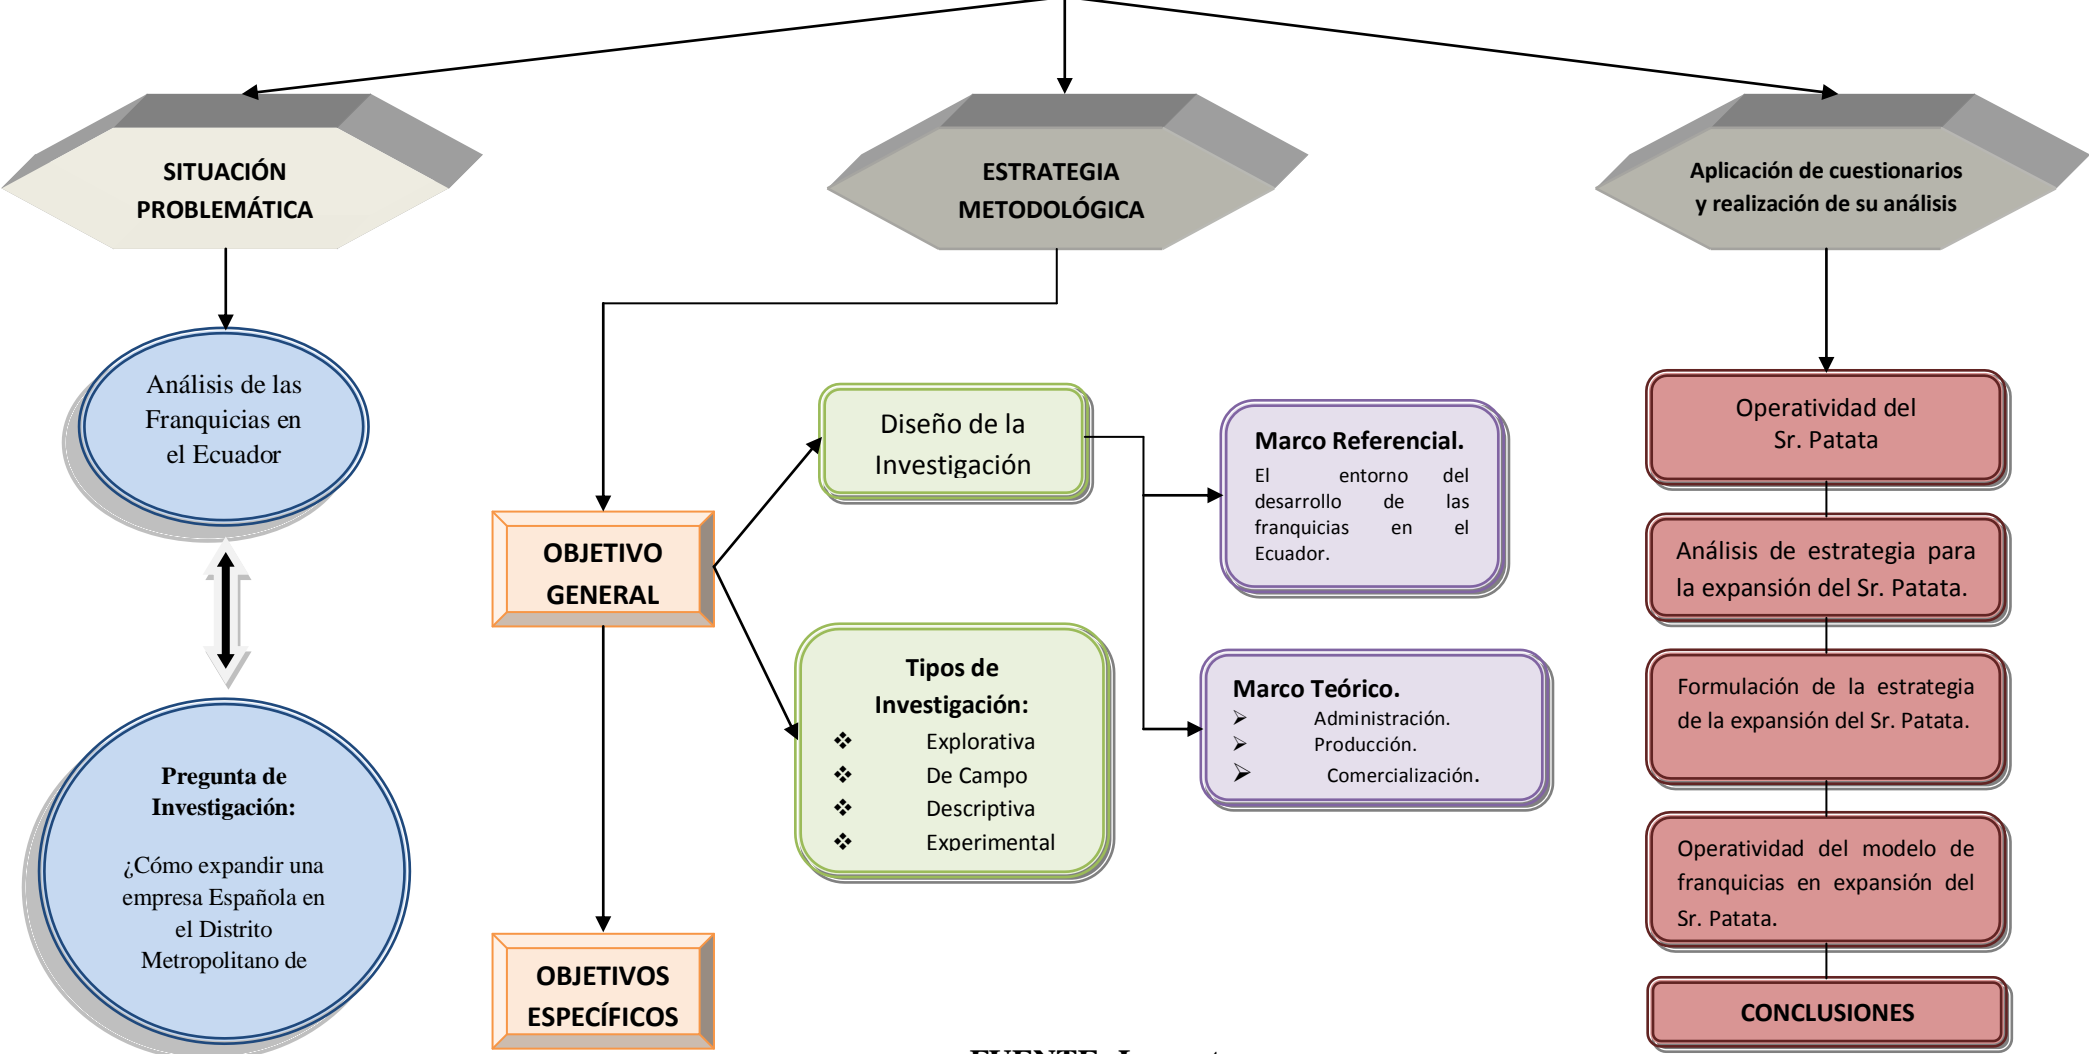 SITUACIÓN
PROBLEMÁTICA
ESTRATEGIA
METODOLÓGICA
Aplicación de cuestionarios
y realización de su análisis
Análisis de las
Franquicias en
el Ecuador
Pregunta de
Investigación:
¿Cómo expandir una
empresa Española en
el Distrito
Metropolitano de
OBJETIVO
GENERAL
OBJETIVOS
ESPECÍFICOS
Diseño de la
Investigación
Tipos de
Investigación:
❖ Explorativa
❖ De Campo
❖ Descriptiva
❖ Experimental
Marco Referencial.
El entorno del
desarrollo de las
franquicias en el
Ecuador.
Marco Teórico.
➢ Administración.
➢ Producción.
➢ Comercialización.
Operatividad del
Sr. Patata
Análisis de estrategia para
la expansión del Sr. Patata.
Formulación de la estrategia
de la expansión del Sr. Patata.
Operatividad del modelo de
franquicias en expansión del
Sr. Patata.
CONCLUSIONES